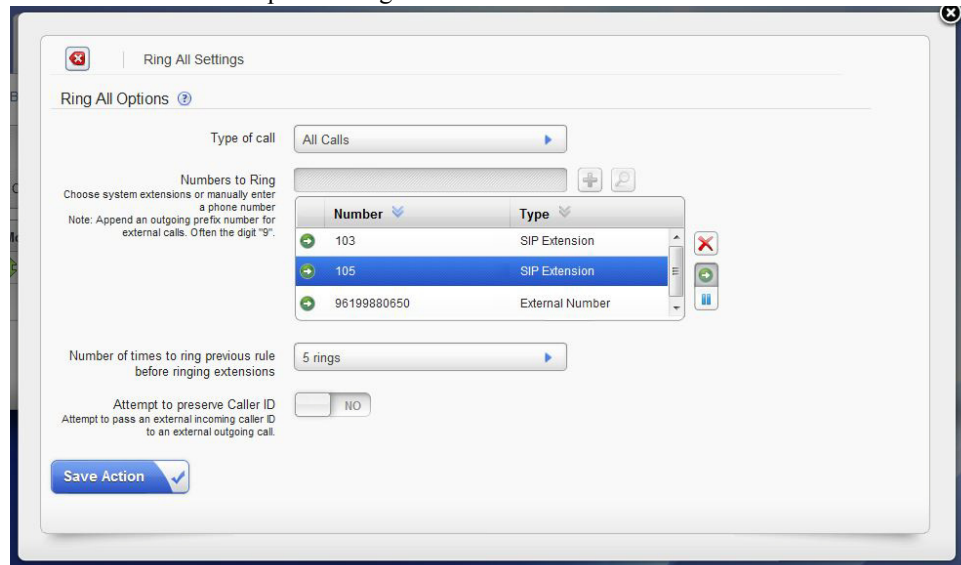 Ring All Settings
Ring All Options
Type of call
All Calls
Numbers to Ring
Choose system extensions or manually enter
a phone number
Note: Append an outgoing prefix number for
external calls. Often the digit "9".
Number Type
103 SIP Extension
105 SIP Extension
96199880650 External Number
Number of times to ring previous rule
before ringing extensions
5 rings
Attempt to preserve Caller ID
Attempt to pass an external incoming caller ID
to an external outgoing call.
NO
Save Action